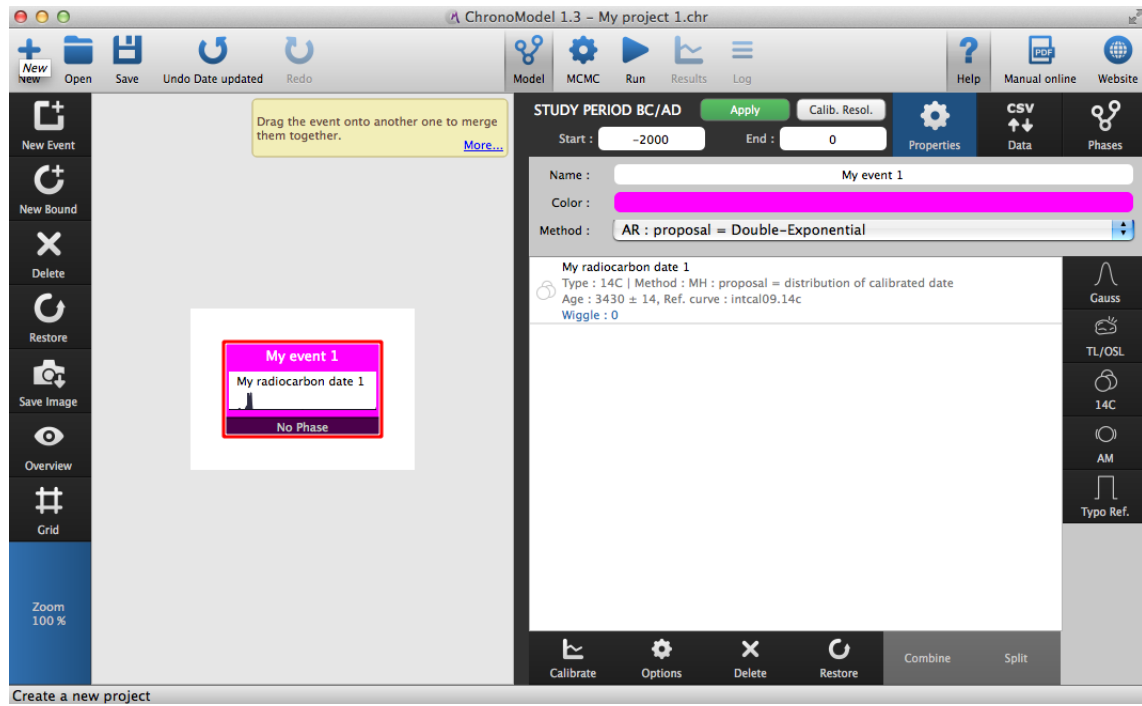 ChronoModel 1.3 – My project 1.chr
New
New
Open
Save
Undo Date updated
Redo
Model
MCMC
Run
Results
Log
Help
PDF
Manual online
Website
New Event
New Bound
Delete
Restore
Save Image
Overview
Grid
Zoom
100 %
Drag the event onto another one to merge
them together.
More...
My event 1
My radiocarbon date 1
No Phase
STUDY PERIOD BC/AD
Apply
Calib. Resol.
Start :
-2000
End :
0
Properties
CSV
Data
Phases
Name :
My event 1
Color :
Method :
AR : proposal = Double-Exponential
My radiocarbon date 1
Type : 14C | Method : MH : proposal = distribution of calibrated date
Age : 3430 ± 14, Ref. curve : intcal09.14c
Wiggle : 0
Gauss
TL/OSL
14C
AM
Typo Ref.
Calibrate
Options
Delete
Restore
Combine
Split
Create a new project